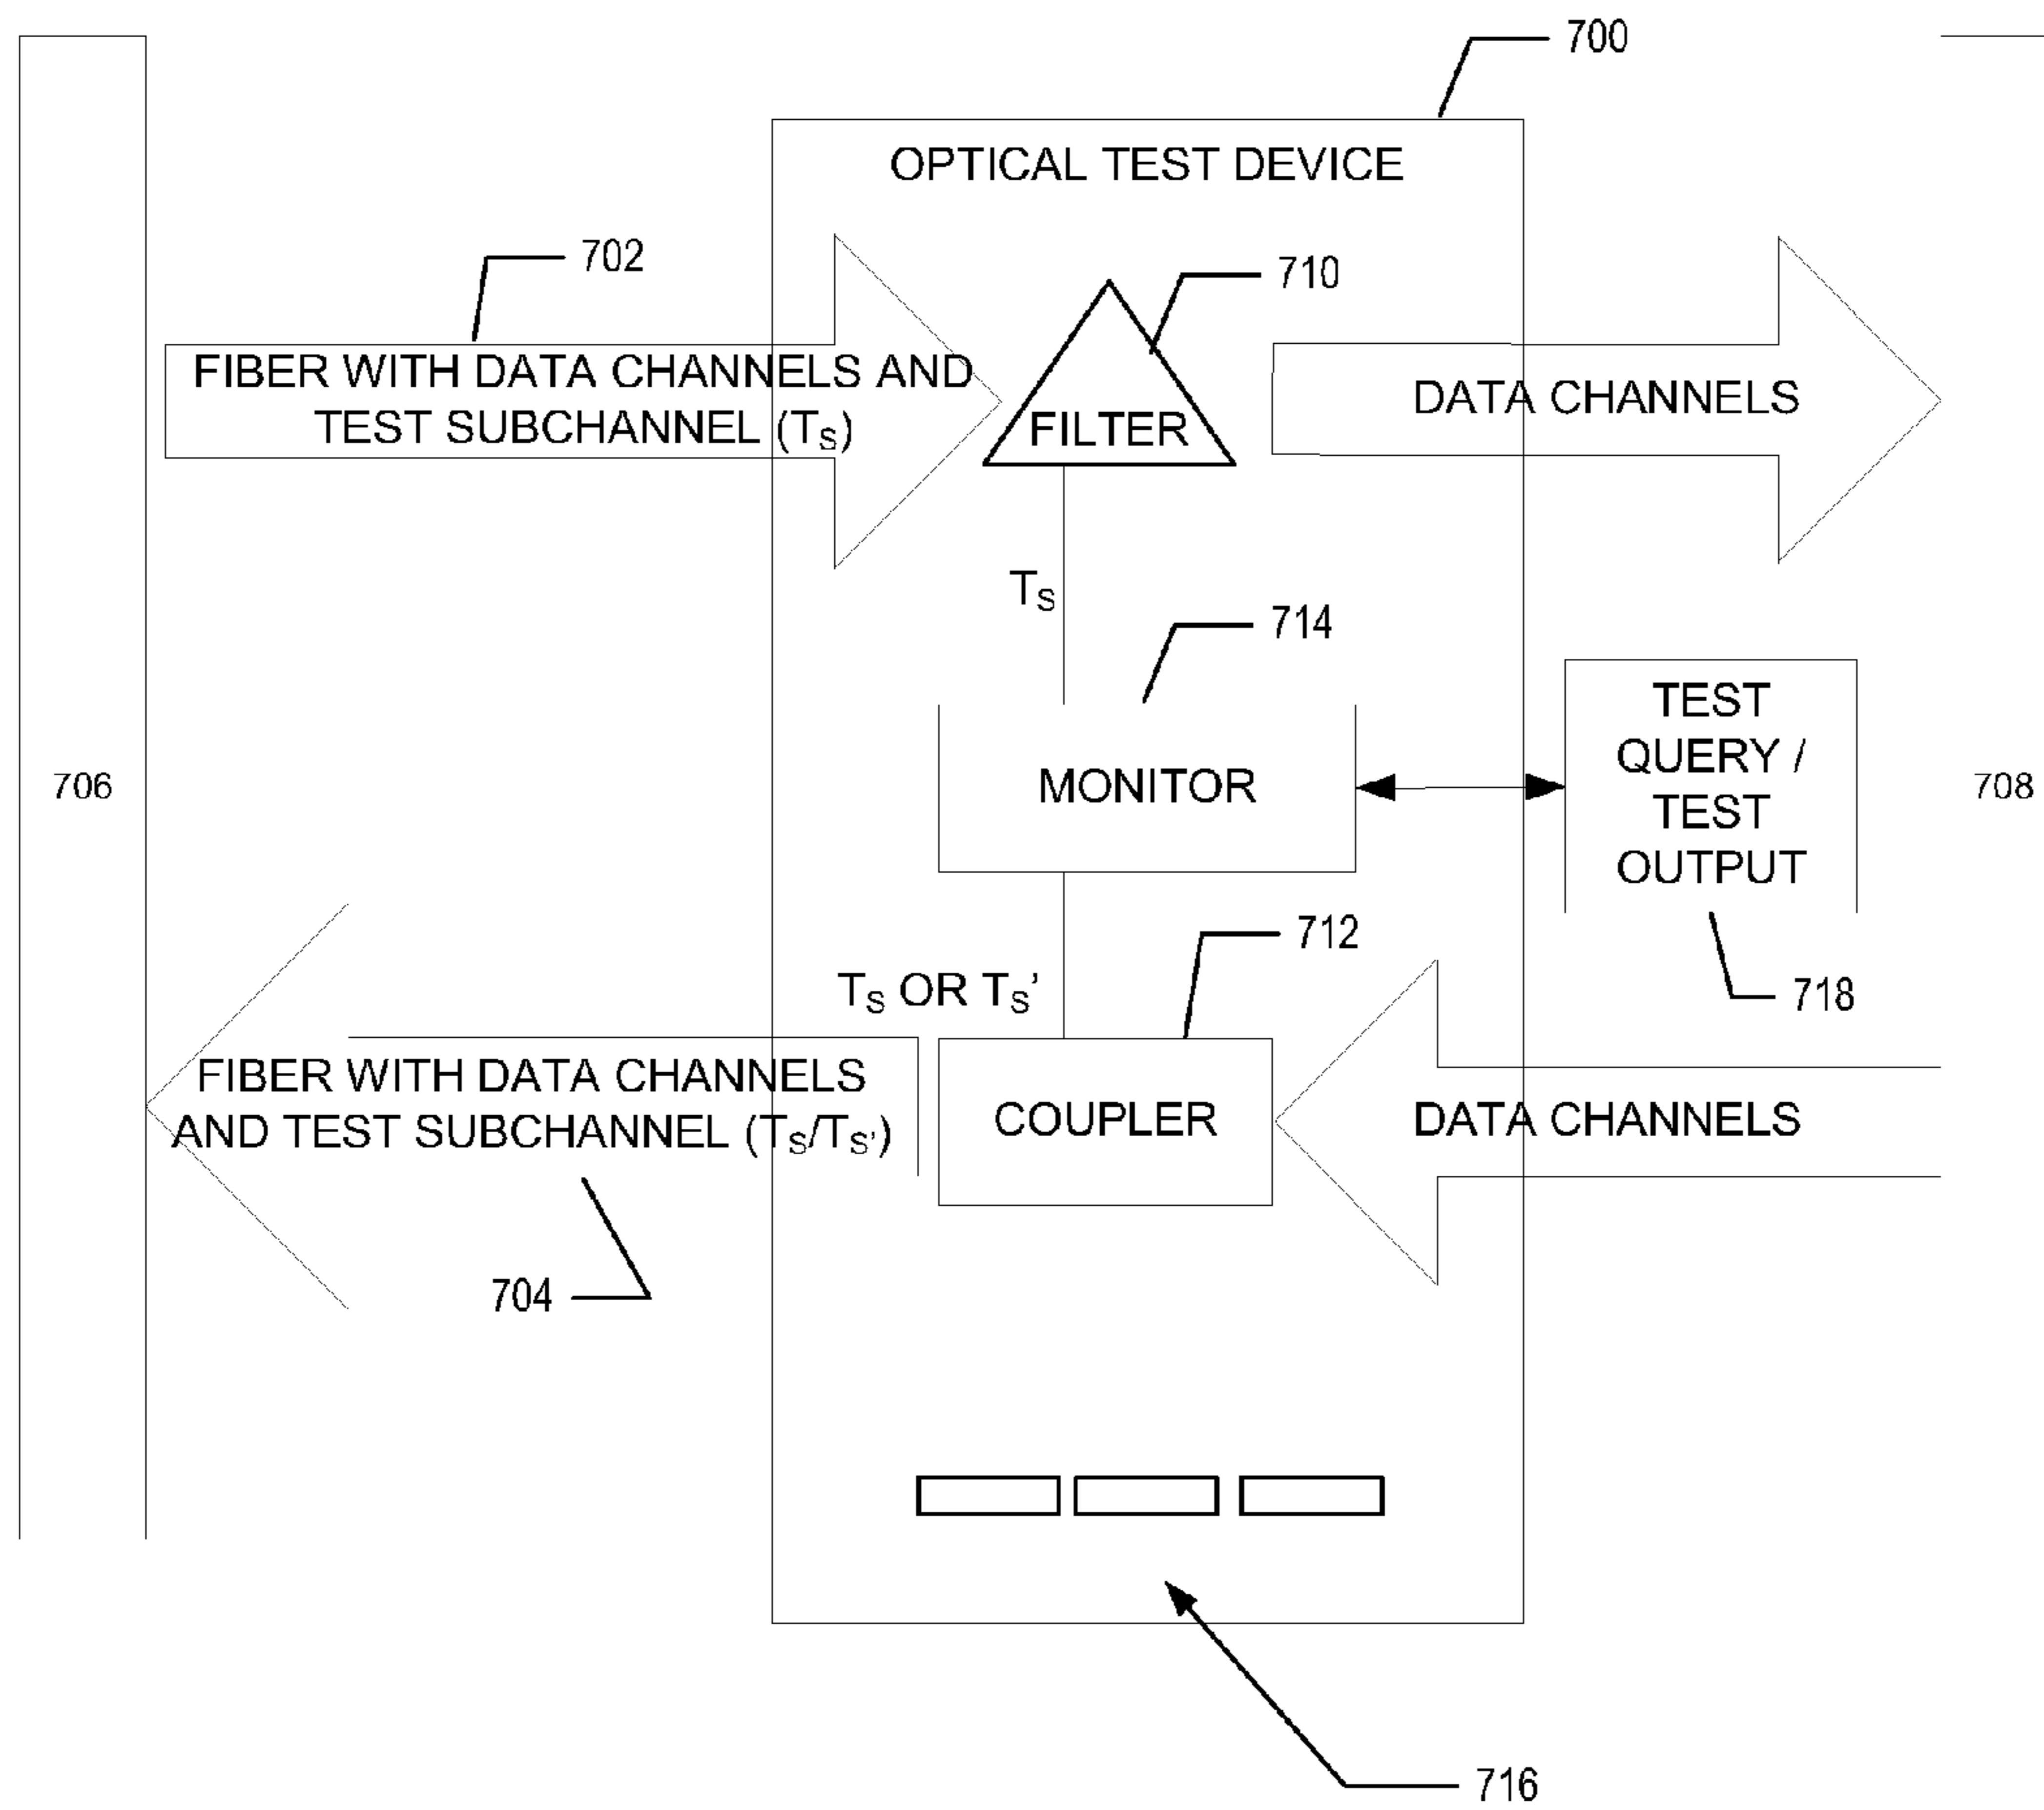 700
OPTICAL TEST DEVICE
702
710
FIBER WITH DATA CHANNELS AND
TEST SUBCHANNEL (TS)
FILTER
DATA CHANNELS
TS
714
TEST
QUERY /
TEST
OUTPUT
706
MONITOR
708
712
718
TS OR TS'
FIBER WITH DATA CHANNELS
AND TEST SUBCHANNEL (TS/TS')
COUPLER
DATA CHANNELS
704
716